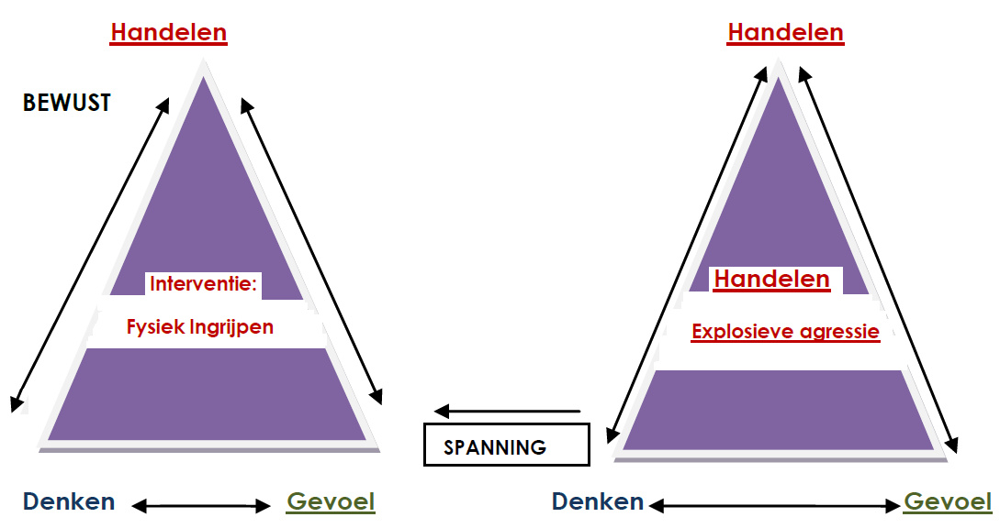 Handelen
BEWUST
Interventie:
Fysiek Ingrijpen
Denken
Gevoel
SPANNING
Handelen
Handelen
Explosieve agressie
Denken
Gevoel